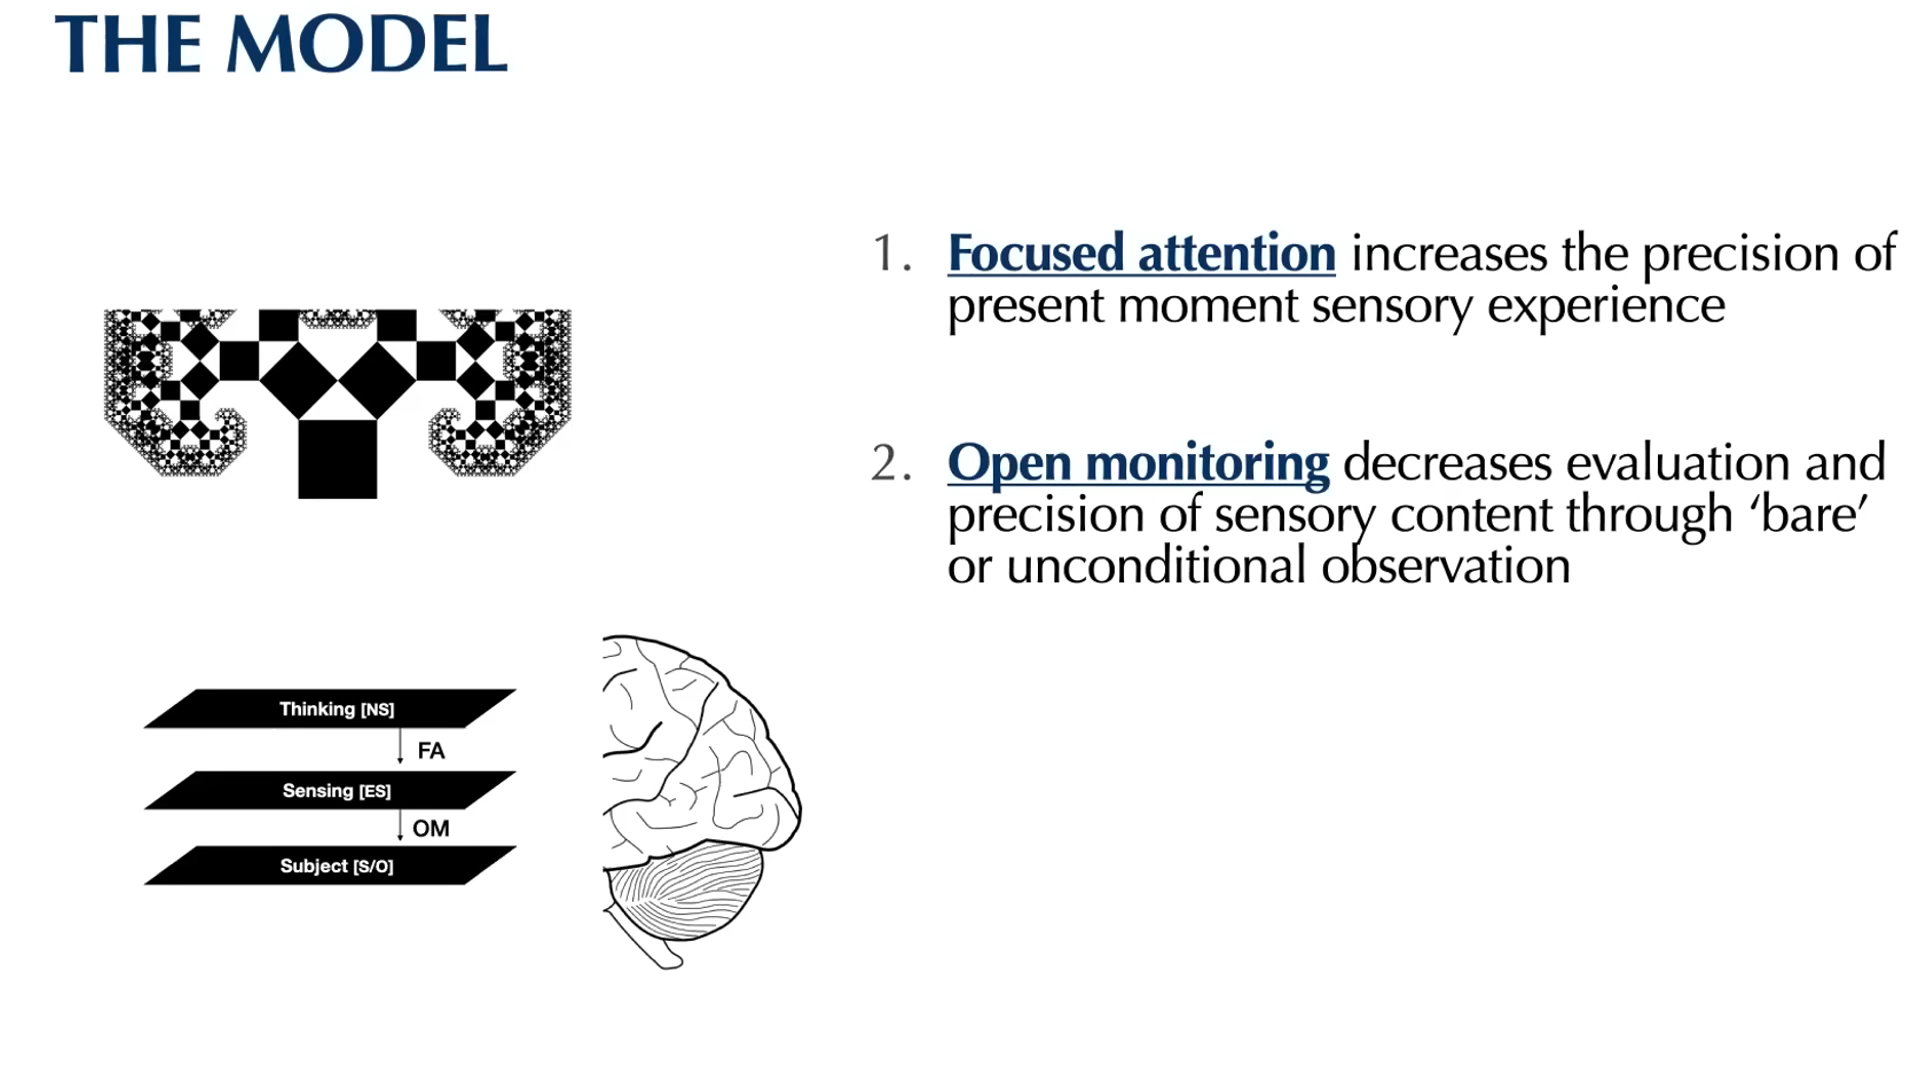 THE MODEL
1. Focused attention increases the precision of
present moment sensory experience
2. Open monitoring decreases evaluation and
precision of sensory content through ‘bare’
or unconditional observation
Thinking [NS]
FA
Sensing [ES]
OM
Subject [S/O]